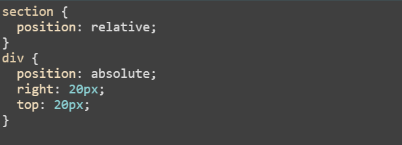 section {
  position: relative;
}
div {
  position: absolute;
  right: 20px;
  top: 20px;
}